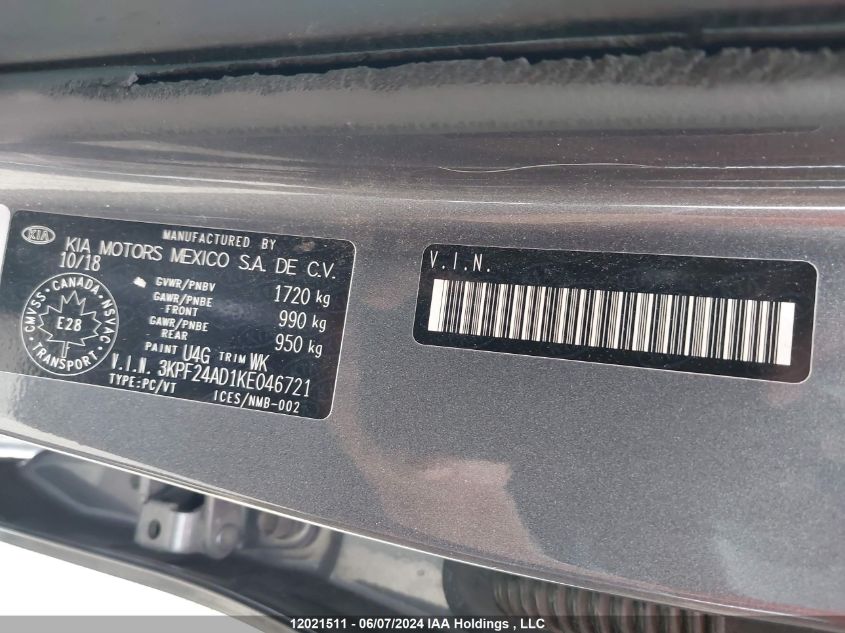 KIA
MANUFACTURED BY
KIA MOTORS MEXICO S.A. DE C.V.
10/18
GVWR/PNBV 1720 kg
GAWR/PNBE FRONT 990 kg
GAWR/PNBE REAR 950 kg
CMVSS • CANADA • NSVAC
E28
TRANSPORT
PAINT U4G TRIM WK
V.I.N. 3KPF24AD1KE046721
TYPE:PC/VT
ICES/NMB-002
V.I.N.
12021511 - 06/07/2024 IAA Holdings , LLC